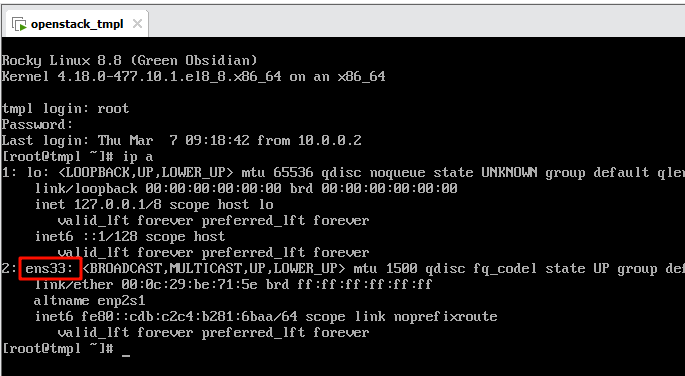 openstack_tmpl
Rocky Linux 8.8 (Green Obsidian)
Kernel 4.18.0-477.10.1.el8_8.x86_64 on an x86_64
tmpl login: root
Password:
Last login: Thu Mar  7 09:18:42 from 10.0.0.2
[root@tmpl ~]# ip a
1: lo: <LOOPBACK,UP,LOWER_UP> mtu 65536 qdisc noqueue state UNKNOWN group default qler
    link/loopback 00:00:00:00:00:00 brd 00:00:00:00:00:00
    inet 127.0.0.1/8 scope host lo
       valid_lft forever preferred_lft forever
    inet6 ::1/128 scope host
       valid_lft forever preferred_lft forever
2: ens33: <BROADCAST,MULTICAST,UP,LOWER_UP> mtu 1500 qdisc fq_codel state UP group def
    link/ether 00:0c:29:be:71:5e brd ff:ff:ff:ff:ff:ff
    altname enp2s1
    inet6 fe80::cdb:c2c4:b281:6baa/64 scope link noprefixroute
       valid_lft forever preferred_lft forever
[root@tmpl ~]# _